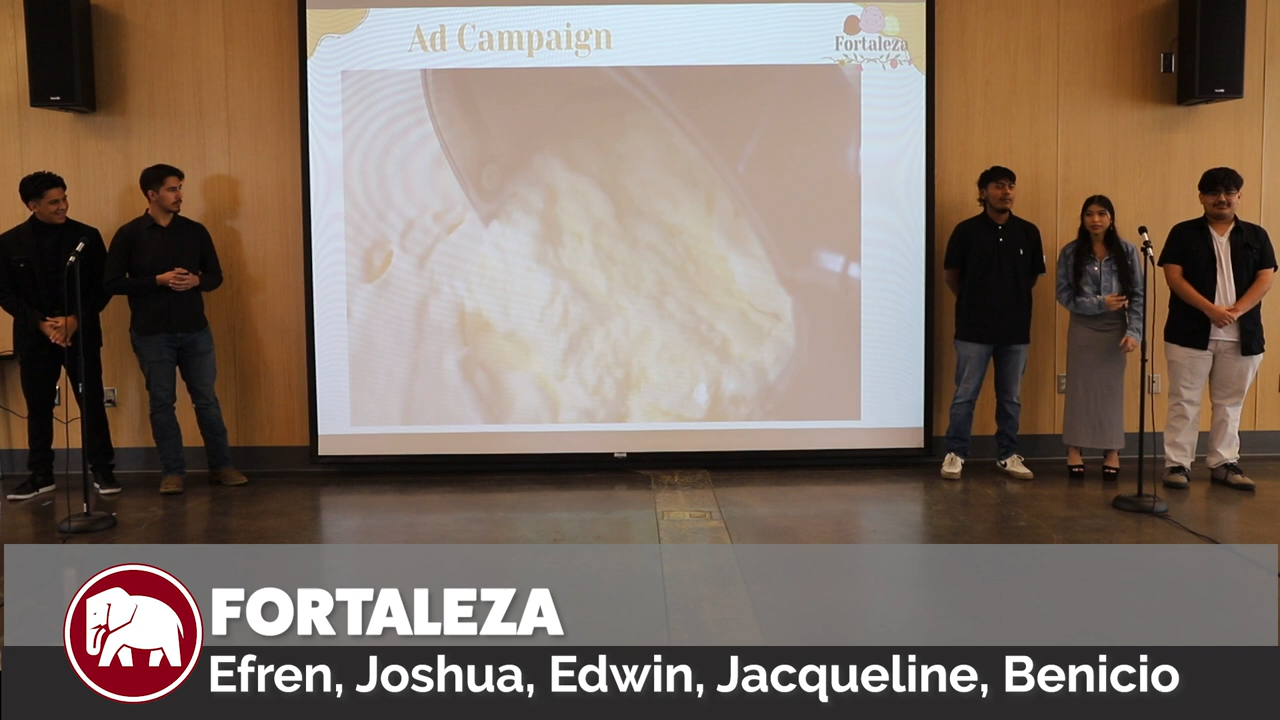 Ad Campaign
Fortaleza
FORTALEZA
Efren, Joshua, Edwin, Jacqueline, Benicio